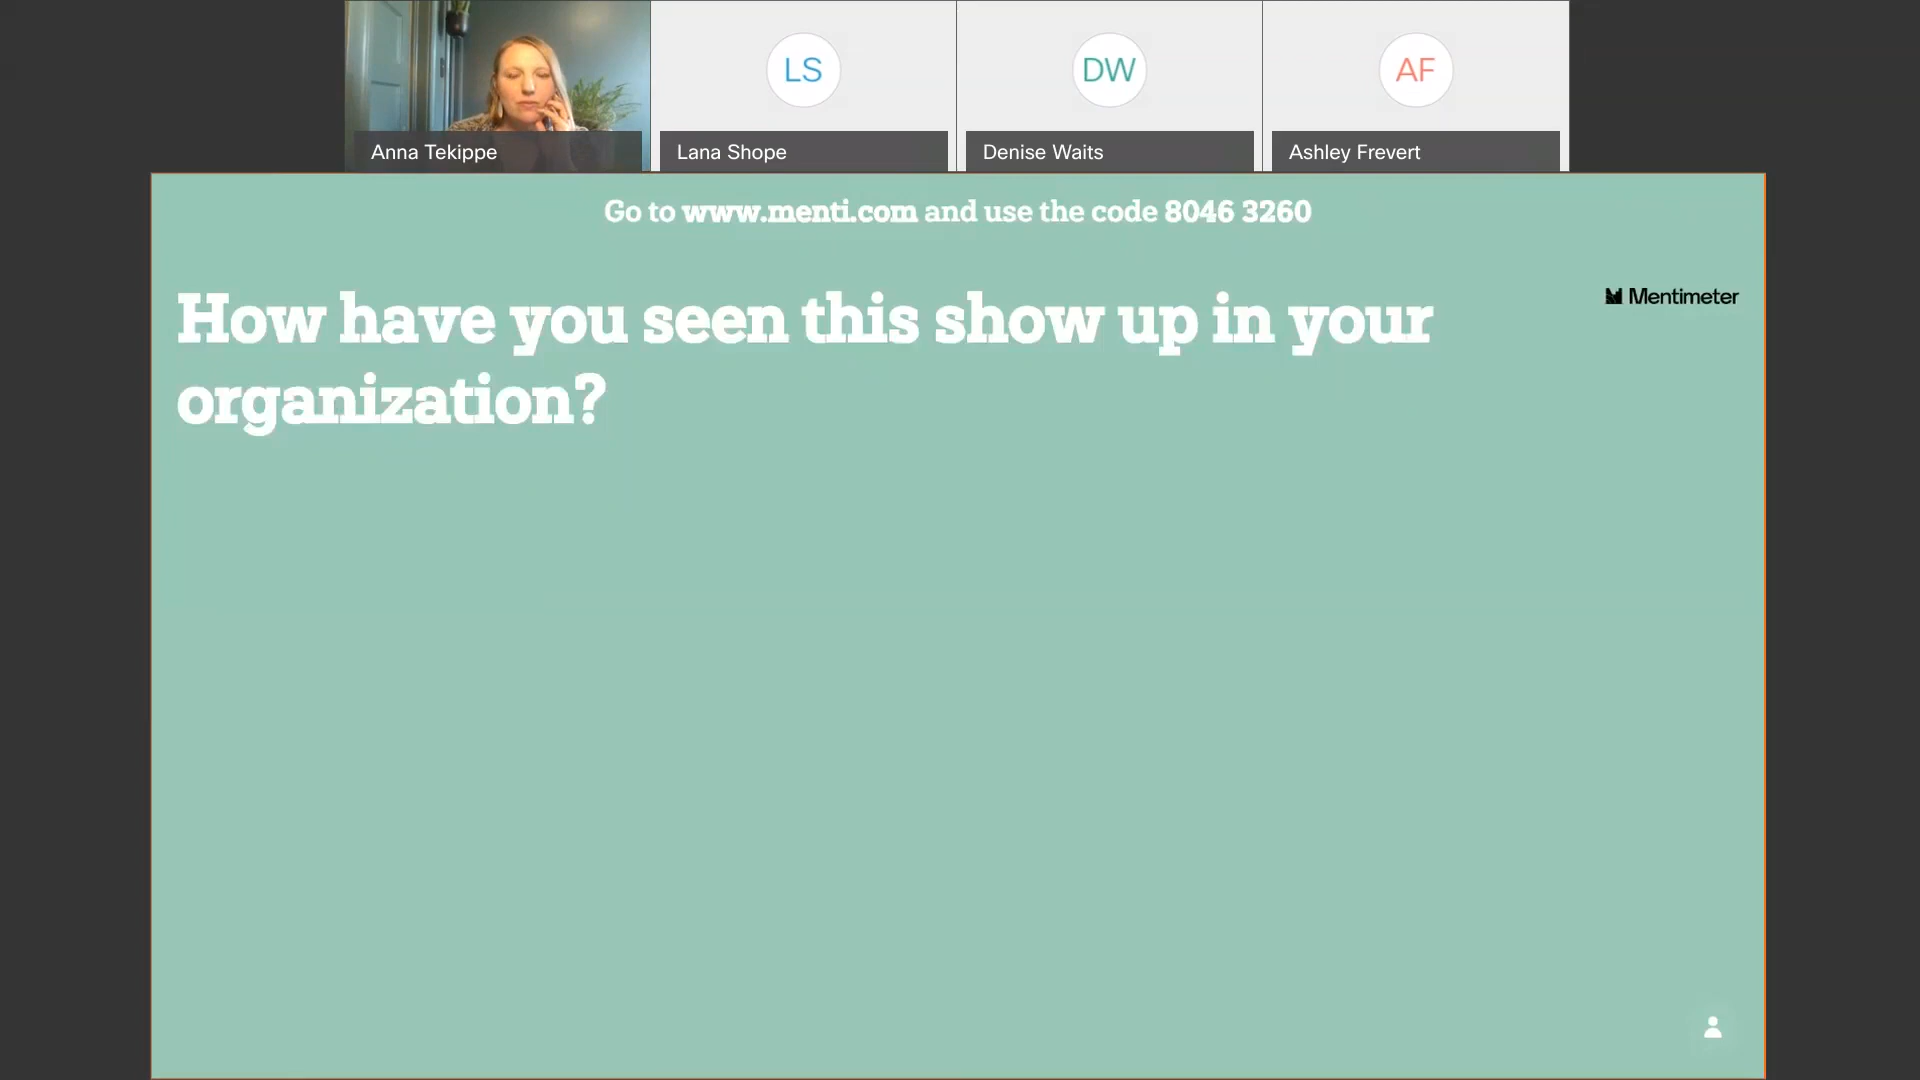 LS
DW
AF
Anna Tekippe
Lana Shope
Denise Waits
Ashley Frevert
Go to www.menti.com and use the code 8046 3260
Mentimeter
How have you seen this show up in your
organization?